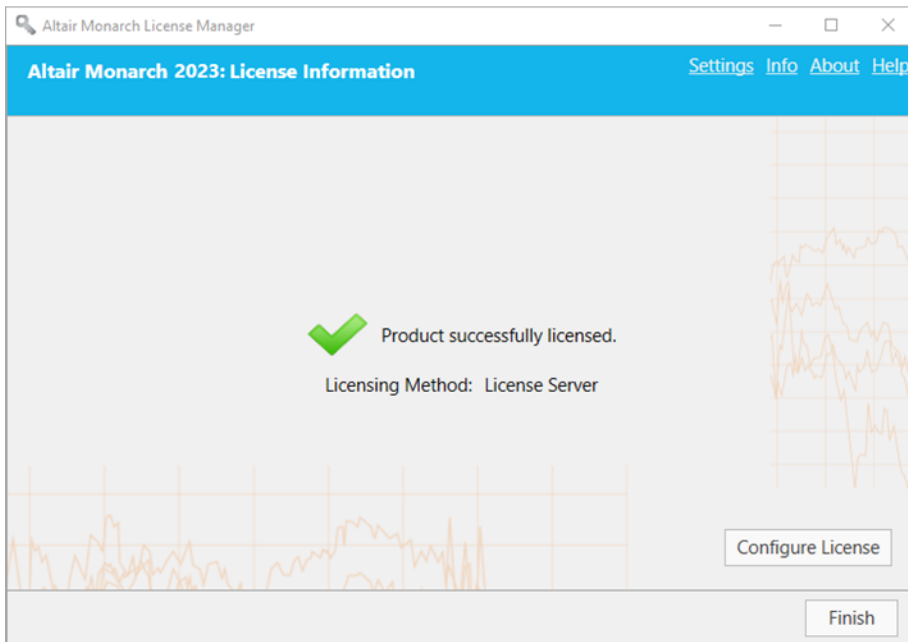 Altair Monarch License Manager
Altair Monarch 2023: License Information
Settings Info About Help
Product successfully licensed.
Licensing Method: License Server
Configure License
Finish